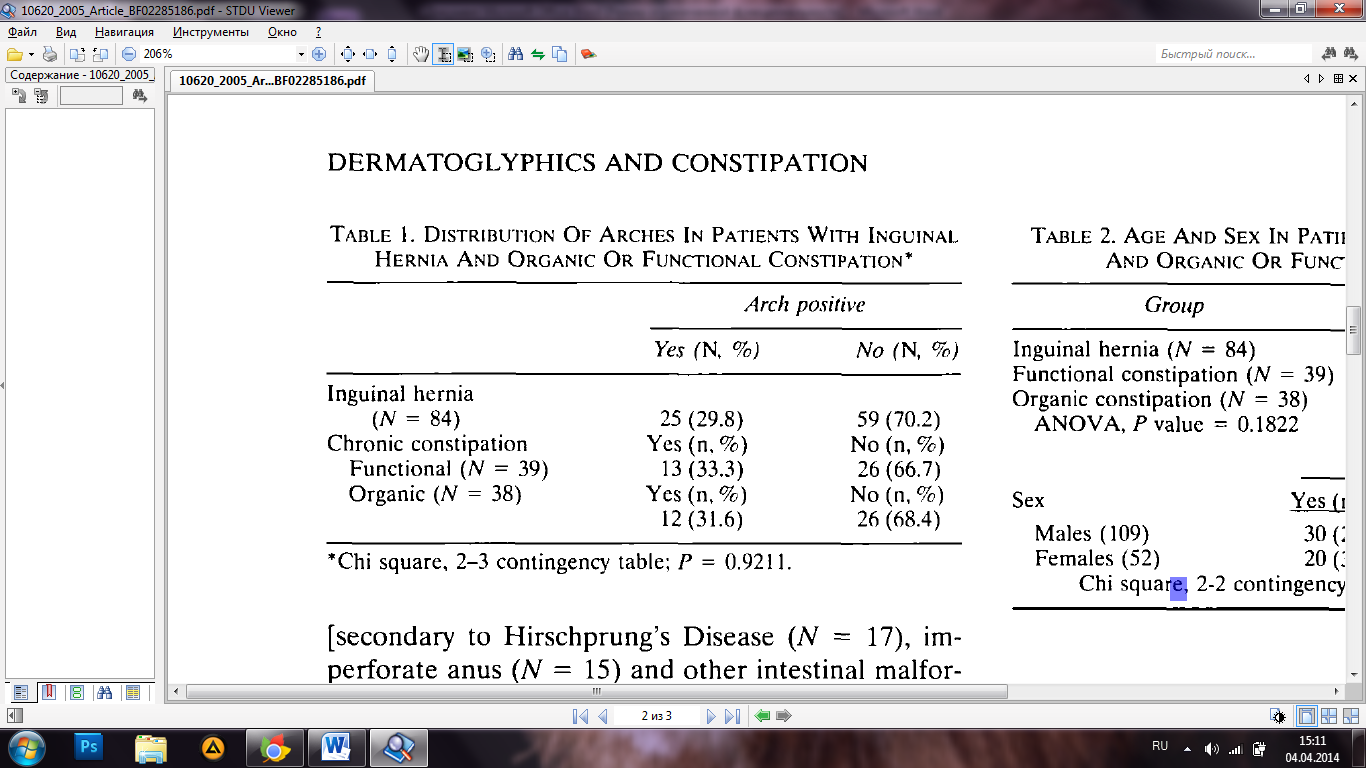 10620_2005_Article_BF02285186.pdf - STDU Viewer
Файл Вид Навигация Инструменты Окно ?
206%
Быстрый поиск...
Содержание - 10620_2005_
10620_2005_Ar...BF02285186.pdf
DERMATOGLYPHICS AND CONSTIPATION
TABLE 1. DISTRIBUTION OF ARCHES IN PATIENTS WITH INGUINAL
HERNIA AND ORGANIC OR FUNCTIONAL CONSTIPATION*
Arch positive
Yes (N, %) No (N, %)
Inguinal hernia
(N = 84) 25 (29.8) 59 (70.2)
Chronic constipation Yes (n, %) No (n, %)
Functional (N = 39) 13 (33.3) 26 (66.7)
Organic (N = 38) Yes (n, %) No (n, %)
12 (31.6) 26 (68.4)
*Chi square, 2–3 contingency table; P = 0.9211.
[secondary to Hirschprung's Disease (N = 17), im-
perforate anus (N = 15) and other intestinal malfor-
TABLE 2. AGE AND SEX IN PATI
AND ORGANIC OR FUNC
Group
Inguinal hernia (N = 84)
Functional constipation (N = 39)
Organic constipation (N = 38)
ANOVA, P value = 0.1822
Sex Yes (
Males (109) 30 (
Females (52) 20 (
Chi square, 2-2 contingency
2 из 3
Ps
W
RU
15:11
04.04.2014